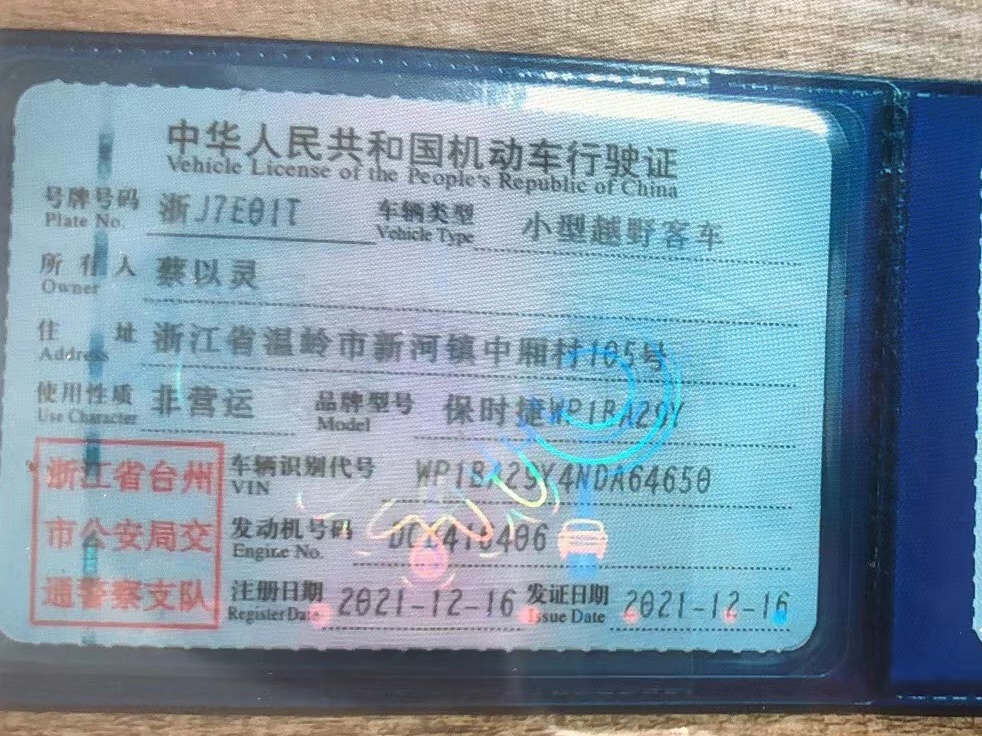 中华人民共和国机动车行驶证
Vehicle License of the People's Republic of China
号牌号码 浙J7E01T 车辆类型 小型越野客车
Plate No. Vehicle Type
所有人 蔡以灵
Owner
住址 浙江省温岭市新河镇中厢村105号
Address
使用性质 非营运 品牌型号 保时捷WP1BA29Y
Use Character Model
浙江省台州 车辆识别代号 WP1BA29Y4NDA64650
VIN
市公安局交 发动机号码
Engine No.
通警察支队 注册日期 2021-12-16 发证日期 2021-12-16
Register Date Issue Date